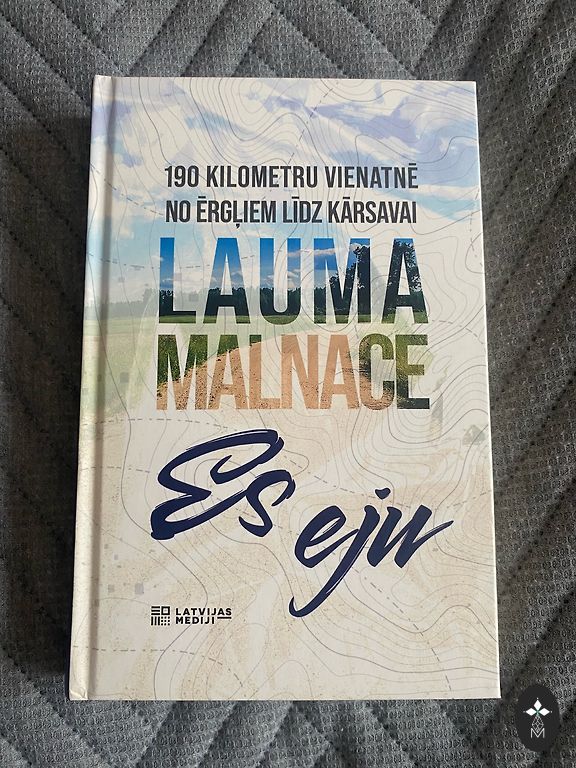 190 KILOMETRU VIENATNĒ
NO ĒRGĻIEM LĪDZ KĀRSAVAI
LAUMA
MALNACE
Es eju
LATVIJAS
MEDIJI
M